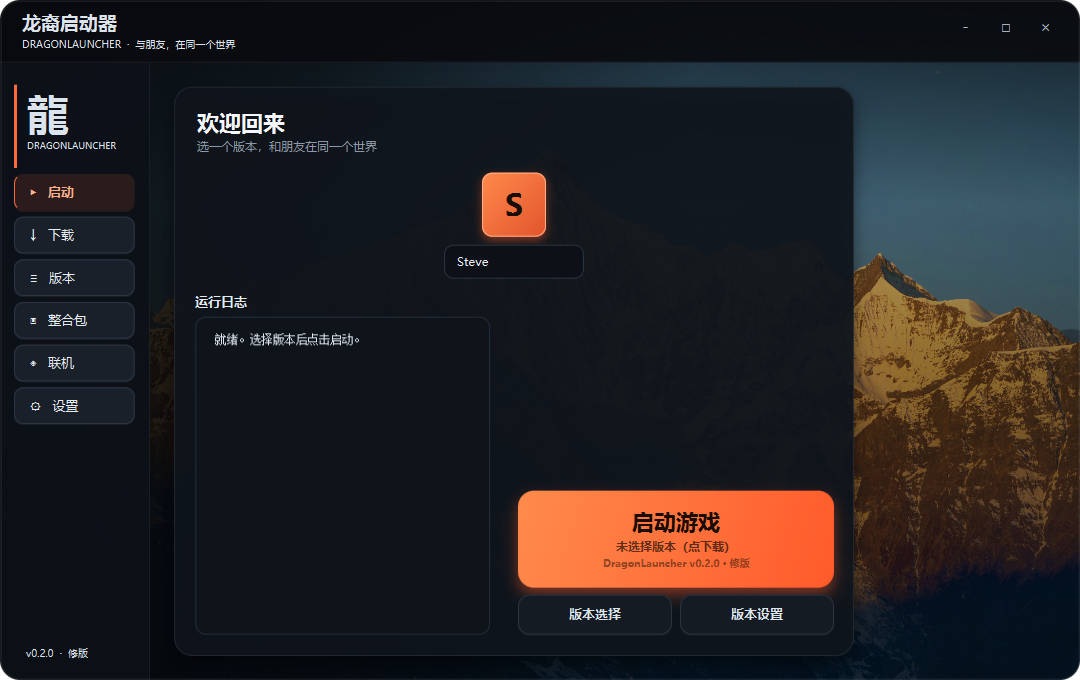 龙裔启动器
DRAGONLAUNCHER · 与朋友，在同一个世界
龍
DRAGONLAUNCHER
启动
下载
版本
整合包
联机
设置
v0.2.0 · 修版
欢迎回来
选一个版本，和朋友在同一个世界
S
Steve
运行日志
就绪。选择版本后点击启动。
启动游戏
未选择版本（点下载）
DragonLauncher v0.2.0 · 修版
版本选择
版本设置